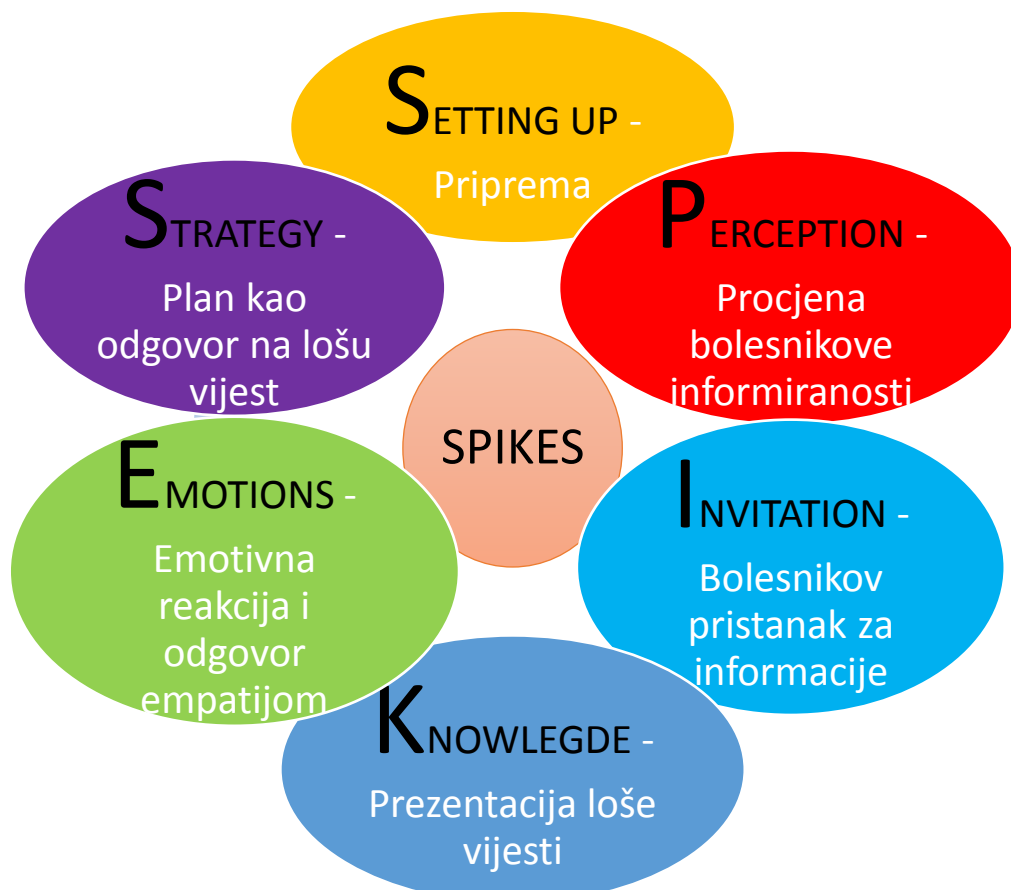 SETTING UP -
Priprema
PERCEPTION -
Procjena
bolesnikove
informiranosti
INVITATION -
Bolesnikov
pristanak za
informacije
KNOWLEGDE -
Prezentacija loše
vijesti
EMOTIONS -
Emotivna
reakcija i
odgovor
empatijom
STRATEGY -
Plan kao
odgovor na lošu
vijest
SPIKES